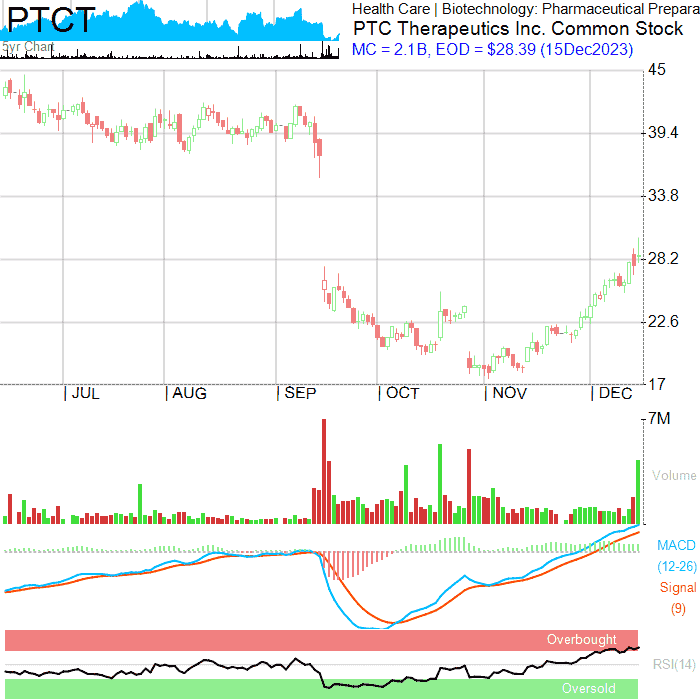 PTCT
5yr Chart
Health Care | Biotechnology: Pharmaceutical Prepara
PTC Therapeutics Inc. Common Stock
MC = 2.1B, EOD = $28.39 (15Dec2023)
45
39.4
33.8
28.2
22.6
17
| JUL | AUG | SEP | OCT | NOV | DEC
7M
Volume
MACD
(12-26)
Signal
(9)
Overbought
RSI(14)
Oversold